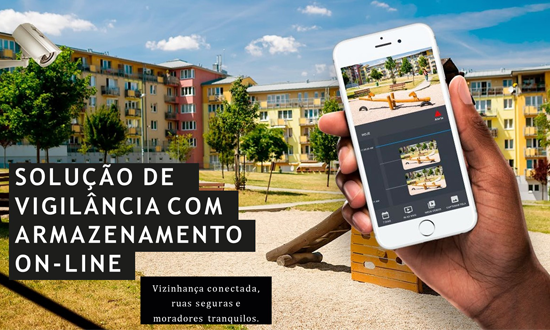 SOLUÇÃO DE
VIGILÂNCIA COM
ARMAZENAMENTO
ON-LINE
Vizinhança conectada,
ruas seguras e
moradores tranquilos.